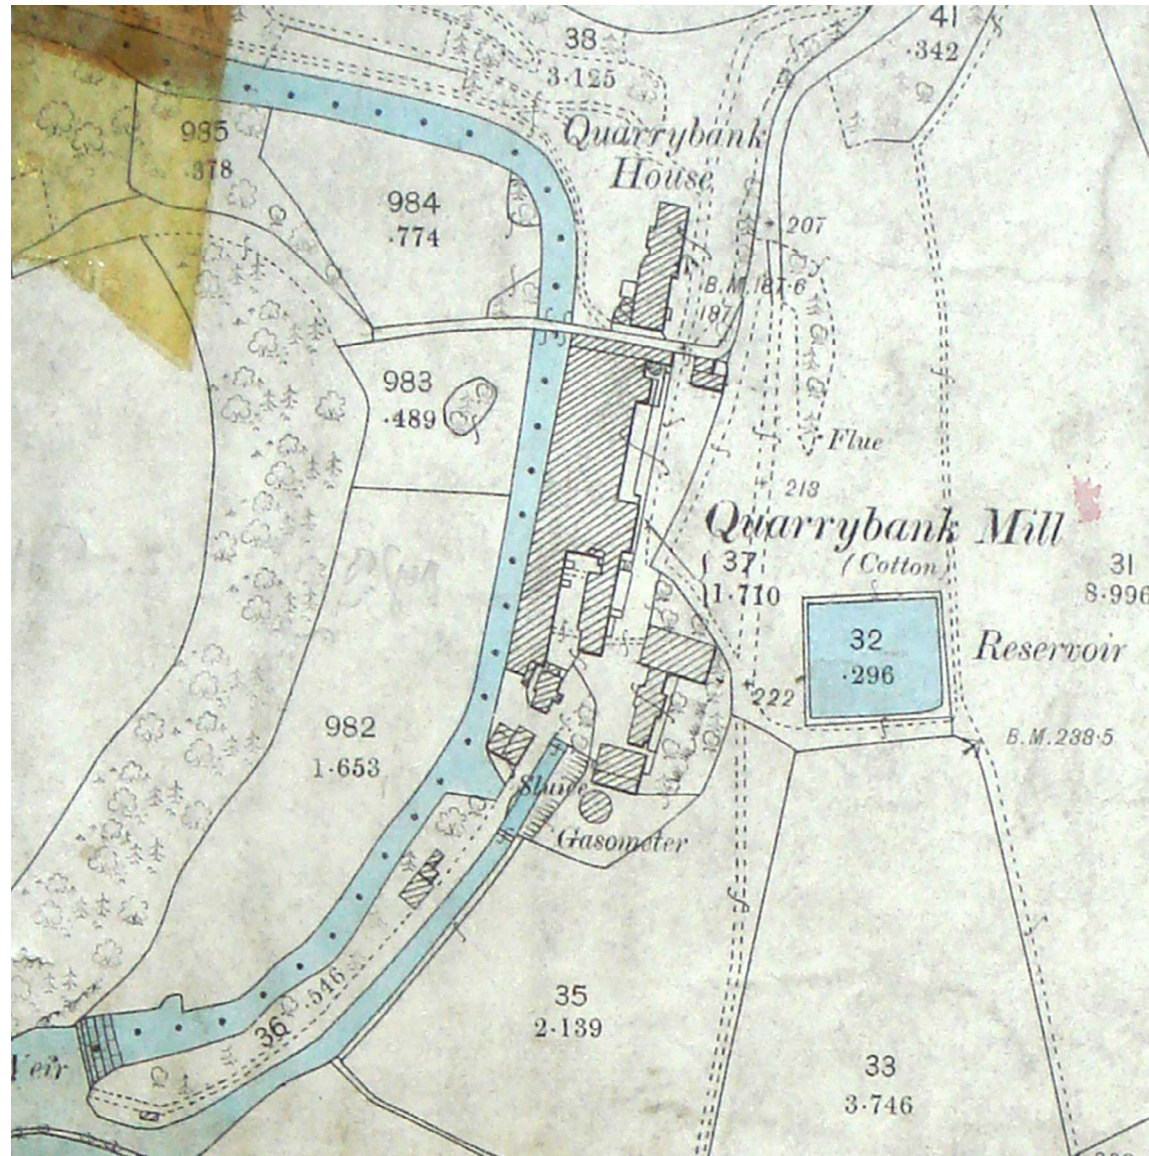 41
.342
38
3.125
Quarrybank
House
985
.378
984
.774
207
B.M.187.6
187
983
.489
Flue
213
Quarrybank Mill
(Cotton)
37
1.710
31
8.996
32
.296
Reservoir
222
B.M.238.5
982
1.653
Sluice
Gasometer
36 .546
35
2.139
33
3.746